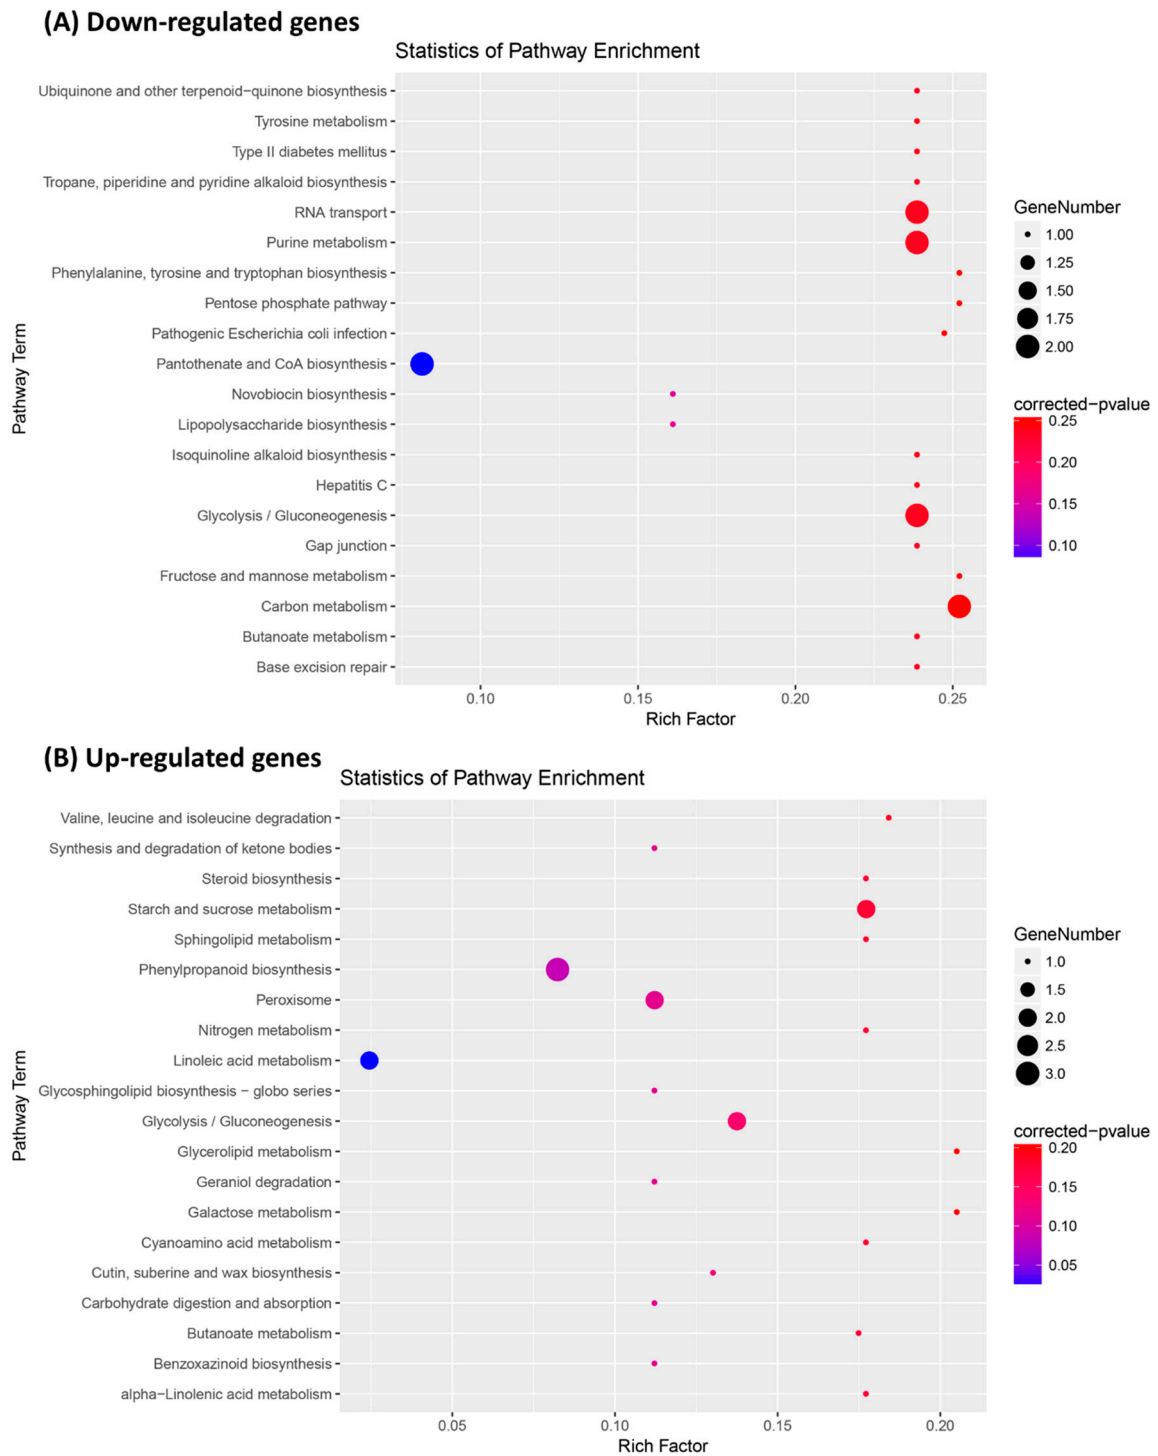 (A) Down-regulated genes
Statistics of Pathway Enrichment
Pathway Term
Ubiquinone and other terpenoid−quinone biosynthesis
Tyrosine metabolism
Type II diabetes mellitus
Tropane, piperidine and pyridine alkaloid biosynthesis
RNA transport
Purine metabolism
Phenylalanine, tyrosine and tryptophan biosynthesis
Pentose phosphate pathway
Pathogenic Escherichia coli infection
Pantothenate and CoA biosynthesis
Novobiocin biosynthesis
Lipopolysaccharide biosynthesis
Isoquinoline alkaloid biosynthesis
Hepatitis C
Glycolysis / Gluconeogenesis
Gap junction
Fructose and mannose metabolism
Carbon metabolism
Butanoate metabolism
Base excision repair
0.10 0.15 0.20 0.25
Rich Factor
GeneNumber
1.00
1.25
1.50
1.75
2.00
corrected−pvalue
0.25
0.20
0.15
0.10
(B) Up-regulated genes
Statistics of Pathway Enrichment
Pathway Term
Valine, leucine and isoleucine degradation
Synthesis and degradation of ketone bodies
Steroid biosynthesis
Starch and sucrose metabolism
Sphingolipid metabolism
Phenylpropanoid biosynthesis
Peroxisome
Nitrogen metabolism
Linoleic acid metabolism
Glycosphingolipid biosynthesis − globo series
Glycolysis / Gluconeogenesis
Glycerolipid metabolism
Geraniol degradation
Galactose metabolism
Cyanoamino acid metabolism
Cutin, suberine and wax biosynthesis
Carbohydrate digestion and absorption
Butanoate metabolism
Benzoxazinoid biosynthesis
alpha−Linolenic acid metabolism
0.05 0.10 0.15 0.20
Rich Factor
GeneNumber
1.0
1.5
2.0
2.5
3.0
corrected−pvalue
0.20
0.15
0.10
0.05